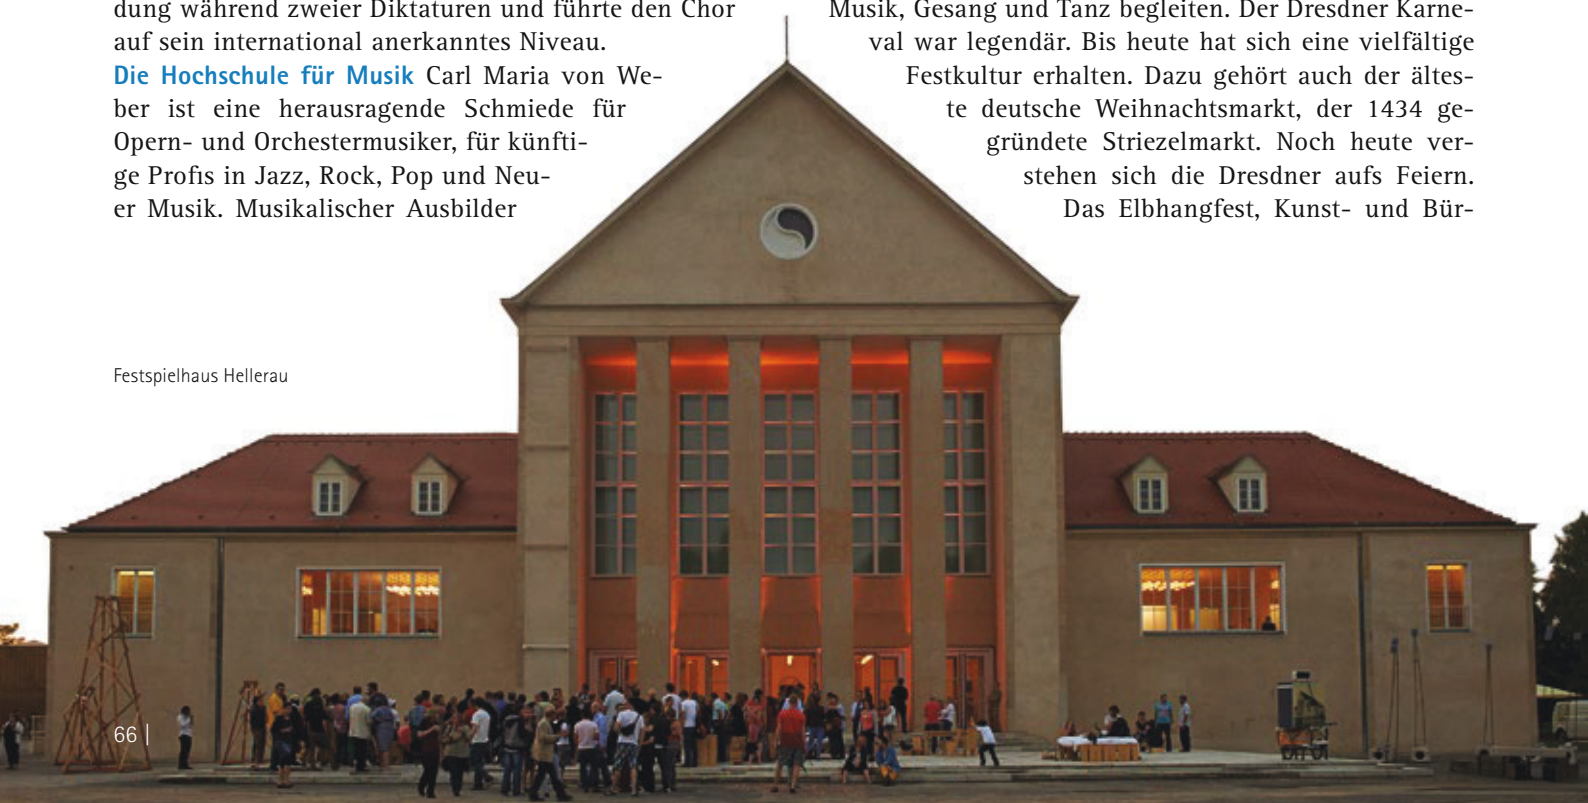 dung während zweier Diktaturen und führte den Chor
auf sein international anerkanntes Niveau.
Die Hochschule für Musik Carl Maria von We-
ber ist eine herausragende Schmiede für
Opern- und Orchestermusiker, für künfti-
ge Profis in Jazz, Rock, Pop und Neu-
er Musik. Musikalischer Ausbilder
Musik, Gesang und Tanz begleiten. Der Dresdner Karne-
val war legendär. Bis heute hat sich eine vielfältige
Festkultur erhalten. Dazu gehört auch der ältes-
te deutsche Weihnachtsmarkt, der 1434 ge-
gründete Striezelmarkt. Noch heute ver-
stehen sich die Dresdner aufs Feiern.
Das Elbhangfest, Kunst- und Bür-
Festspielhaus Hellerau
66 |